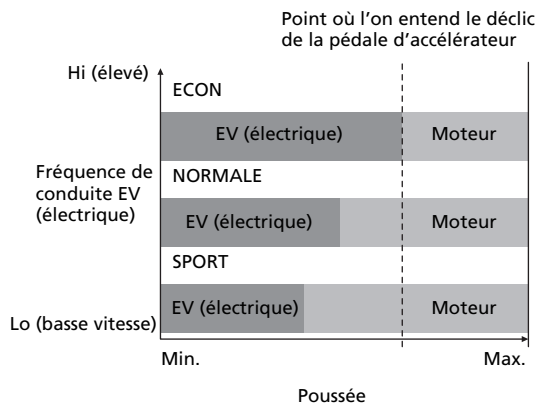 Point où l'on entend le déclic
de la pédale d'accélérateur
Hi (élevé)
ECON
EV (électrique)
Moteur
Fréquence de
conduite EV
(électrique)
NORMALE
EV (électrique)
Moteur
SPORT
EV (électrique)
Moteur
Lo (basse vitesse)
Min.
Max.
Poussée